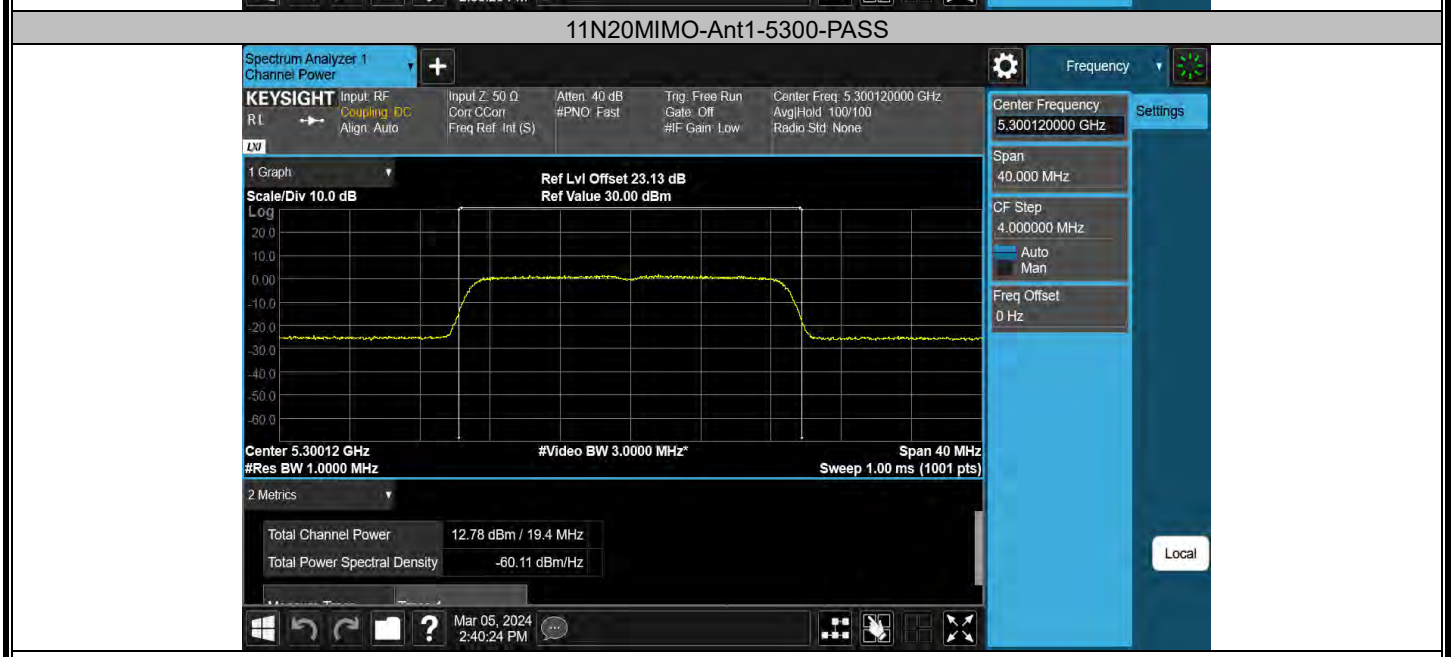 11N20MIMO-Ant1-5300-PASS
Spectrum Analyzer 1
Channel Power
+
Frequency
KEYSIGHT
RL
LXI
Input: RF
Coupling: DC
Align: Auto
Input Z: 50 Ω
Corr CCorr
Freq Ref: Int (S)
Atten: 40 dB
#PNO: Fast
Trig: Free Run
Gate: Off
#IF Gain: Low
Center Freq: 5.300120000 GHz
Avg|Hold: 100/100
Radio Std: None
Center Frequency
5.300120000 GHz
Settings
Span
40.000 MHz
CF Step
4.000000 MHz
Auto
Man
Freq Offset
0 Hz
1 Graph
Scale/Div 10.0 dB
Ref Lvl Offset 23.13 dB
Ref Value 30.00 dBm
Log
20.0
10.0
0.00
-10.0
-20.0
-30.0
-40.0
-50.0
-60.0
Center 5.30012 GHz
#Video BW 3.0000 MHz*
Span 40 MHz
#Res BW 1.0000 MHz
Sweep 1.00 ms (1001 pts)
2 Metrics
Total Channel Power 12.78 dBm / 19.4 MHz
Total Power Spectral Density -60.11 dBm/Hz
Local
?
Mar 05, 2024
2:40:24 PM